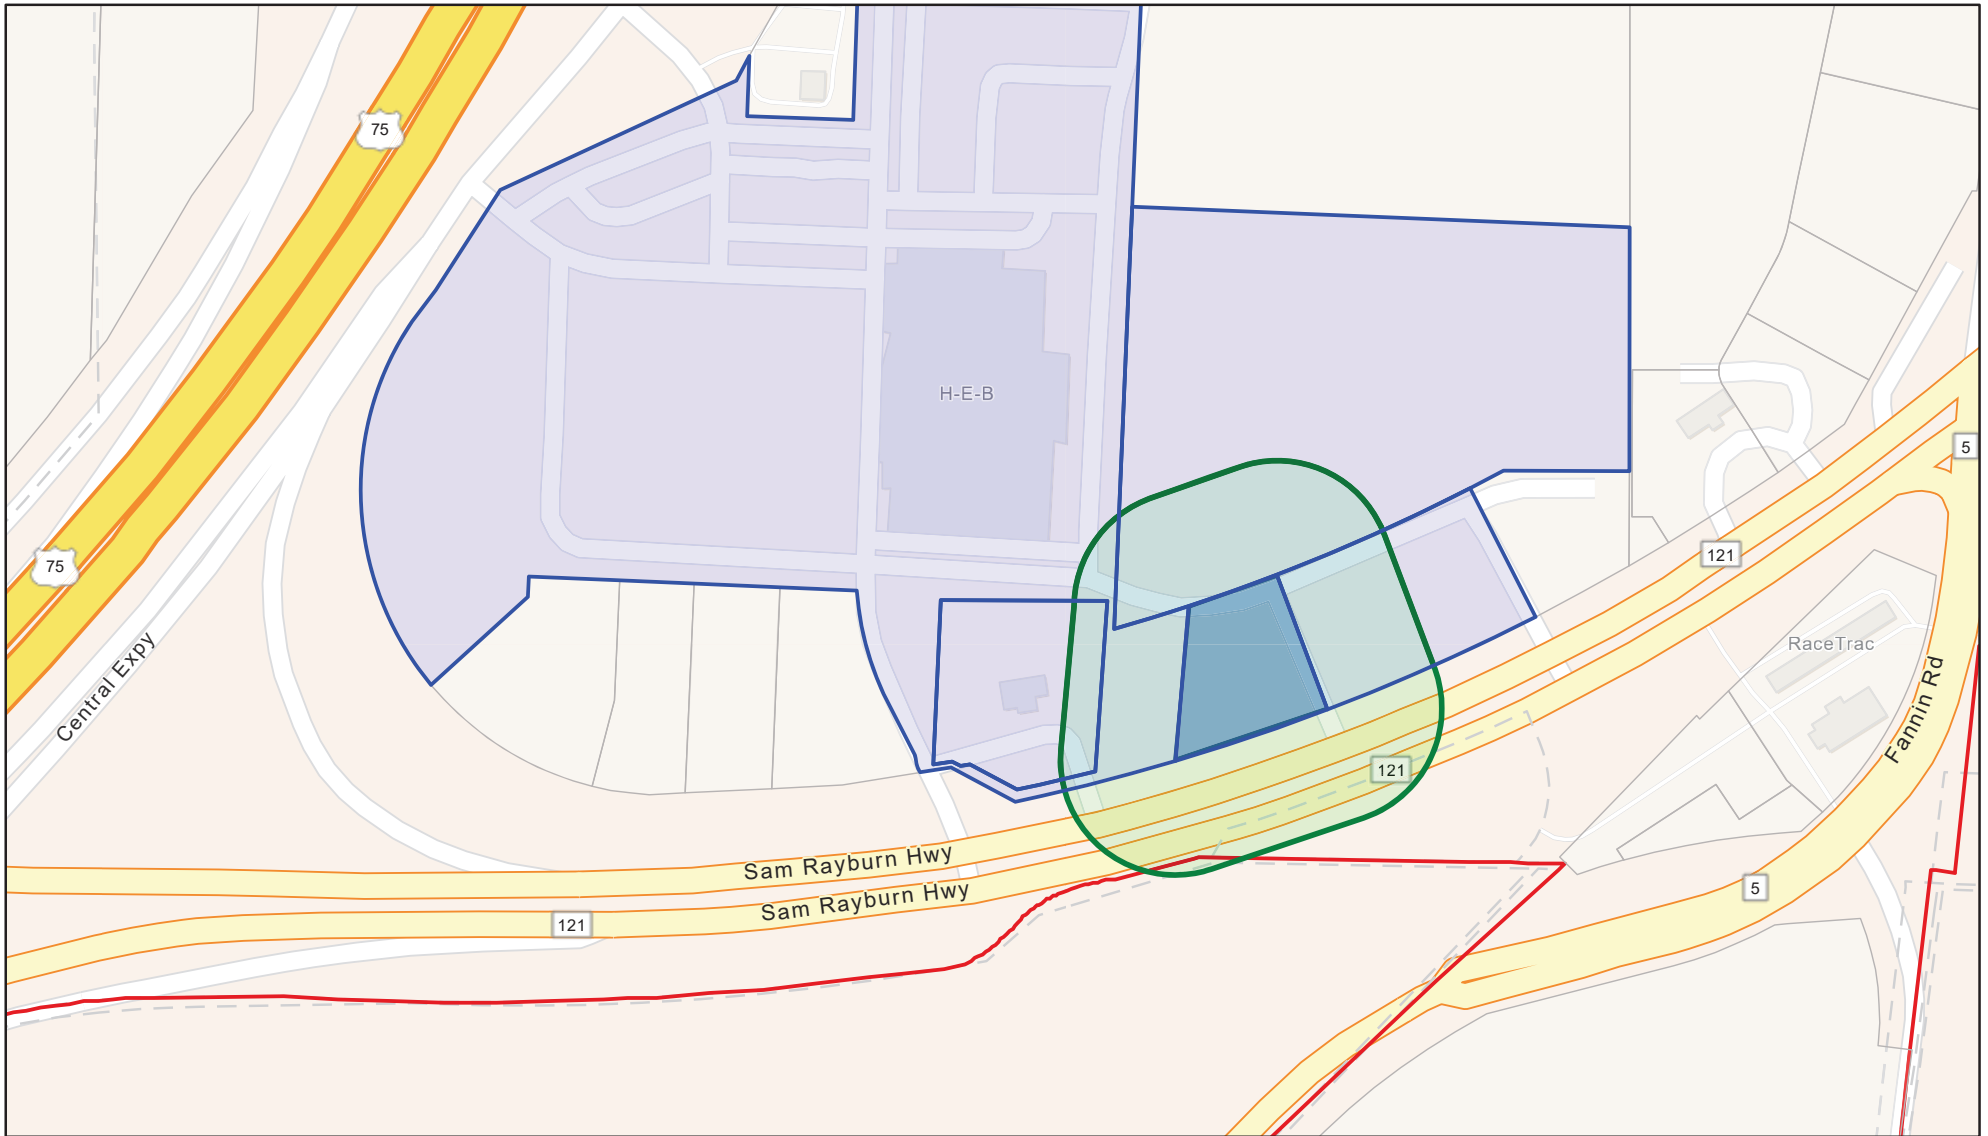 75
H-E-B
5
121
75
RaceTrac
Central Expy
Fannin Rd
121
Sam Rayburn Hwy
5
Sam Rayburn Hwy
121